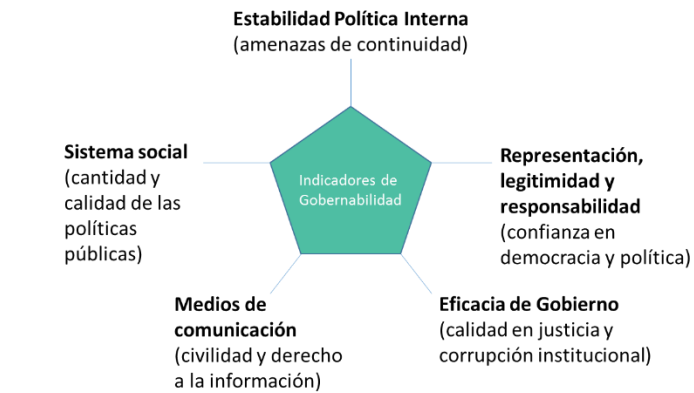 Estabilidad Política Interna
(amenazas de continuidad)
Sistema social
(cantidad y
calidad de las
políticas
públicas)
Indicadores de
Gobernabilidad
Representación,
legitimidad y
responsabilidad
(confianza en
democracia y política)
Medios de
comunicación
(civilidad y derecho
a la información)
Eficacia de Gobierno
(calidad en justicia y
corrupción institucional)